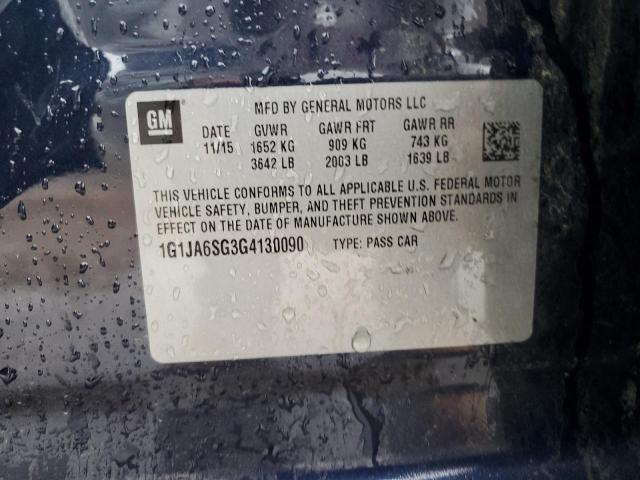 GM
MFD BY GENERAL MOTORS LLC
DATE GVWR GAWR FRT GAWR RR
11/15 1652 KG 909 KG 743 KG
3642 LB 2003 LB 1639 LB
THIS VEHICLE CONFORMS TO ALL APPLICABLE U.S. FEDERAL MOTOR
VEHICLE SAFETY, BUMPER, AND THEFT PREVENTION STANDARDS IN
EFFECT ON THE DATE OF MANUFACTURE SHOWN ABOVE.
1G1JA6SG3G4130090 TYPE: PASS CAR